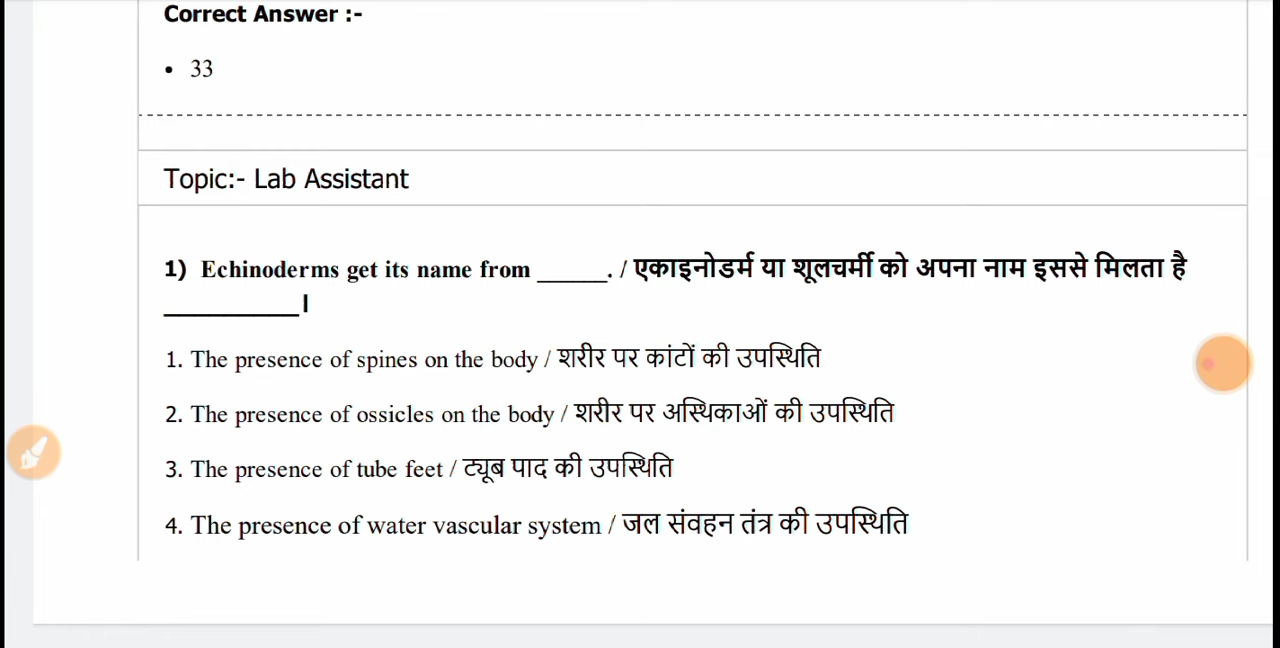 Correct Answer :-
• 33
Topic:- Lab Assistant
1) Echinoderms get its name from _____. / एकाइनोडर्म या शूलचर्मी को अपना नाम इससे मिलता है
_________।
1. The presence of spines on the body / शरीर पर कांटों की उपस्थिति
2. The presence of ossicles on the body / शरीर पर अस्थिकाओं की उपस्थिति
3. The presence of tube feet / ट्यूब पाद की उपस्थिति
4. The presence of water vascular system / जल संवहन तंत्र की उपस्थिति